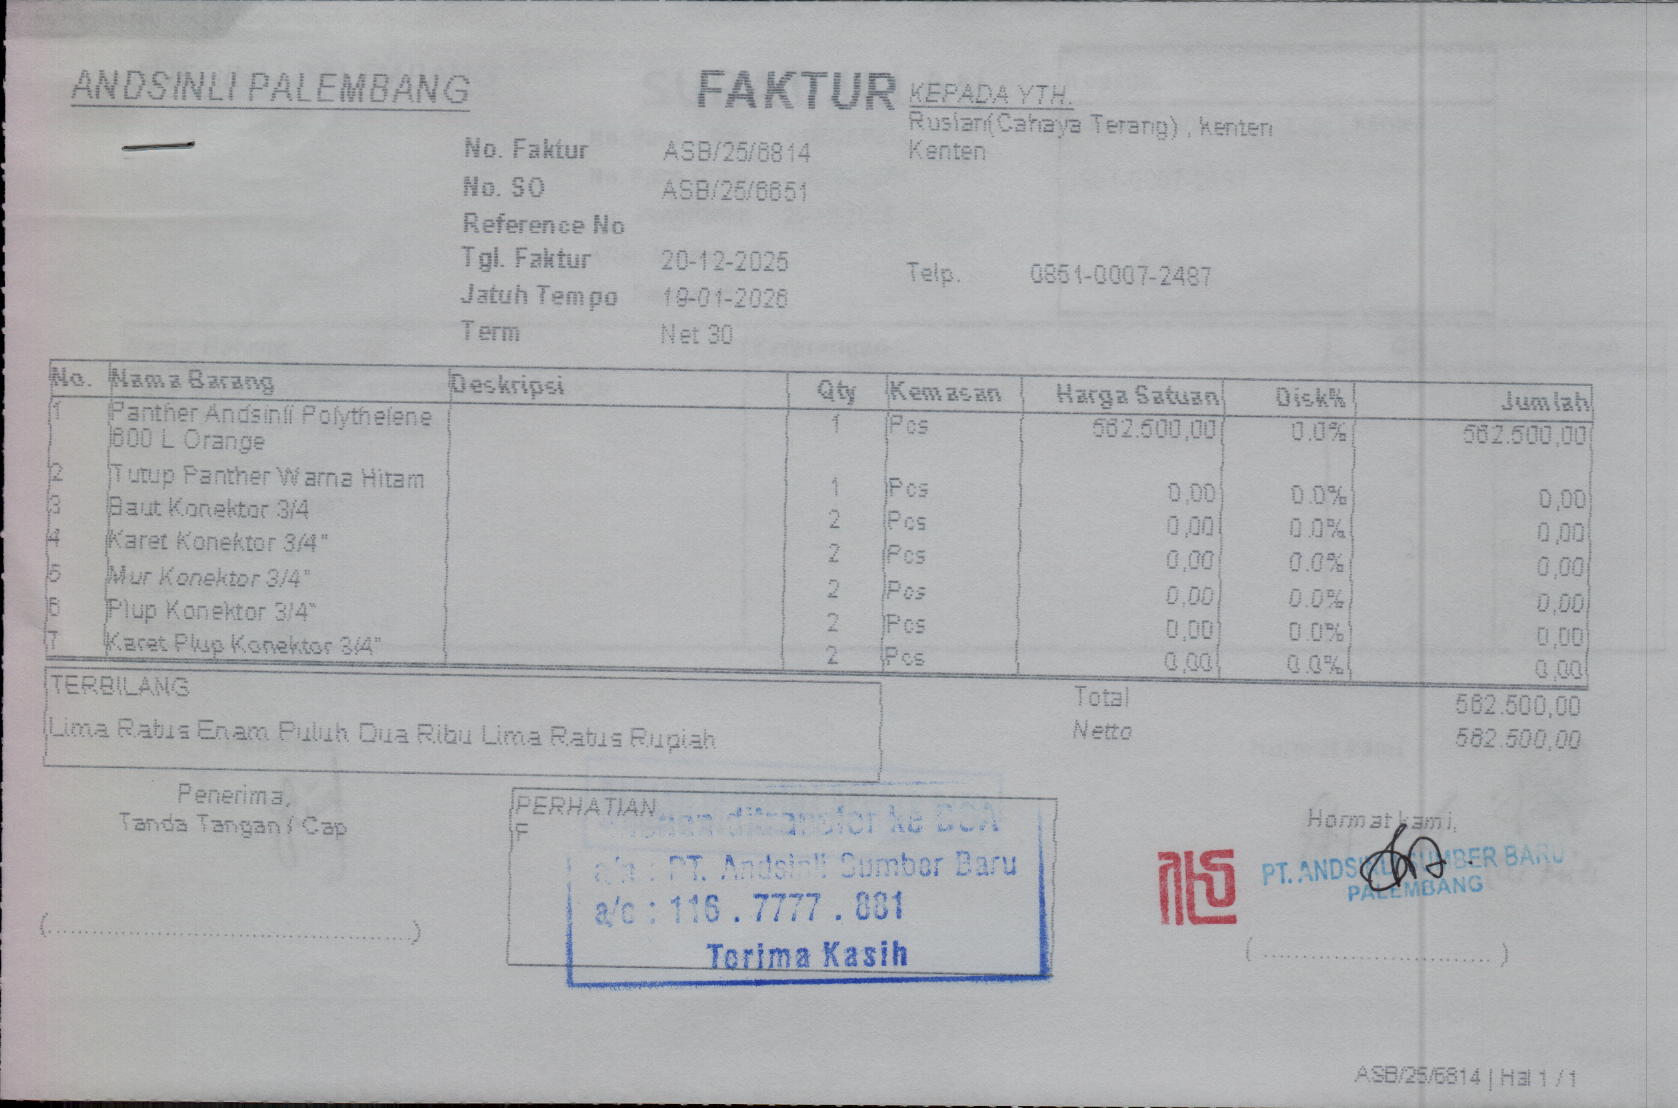 ANDSINLI PALEMBANG
FAKTUR
KEPADA YTH.
Ruslan(Cahaya Terang) , kenten
Kenten
No. Faktur ASB/25/6814
No. SO ASB/25/6651
Reference No
Tgl. Faktur 20-12-2025
Telp. 0851-0007-2487
Jatuh Tempo 19-01-2026
Term Net 30
No. Nama Barang Deskripsi Qty Kemasan Harga Satuan Disk% Jumlah
1 Panther Andsinli Polythelene 1 Pcs 562.500,00 0.0% 562.500,00
600 L Orange
2 Tutup Panther Warna Hitam 1 Pcs 0,00 0.0% 0,00
3 Baut Konektor 3/4 2 Pcs 0,00 0.0% 0,00
4 Karet Konektor 3/4" 2 Pcs 0,00 0.0% 0,00
5 Mur Konektor 3/4" 2 Pcs 0,00 0.0% 0,00
6 Plup Konektor 3/4" 2 Pcs 0,00 0.0% 0,00
7 Karet Plup Konektor 3/4" 2 Pcs 0,00 0.0% 0,00
TERBILANG
Lima Ratus Enam Puluh Dua Ribu Lima Ratus Rupiah
Total 562.500,00
Netto 562.500,00
Penerima,
Tanda Tangan / Cap
(............................................)
PERHATIAN
F
ditransfer ke BCA
a/n : PT. Andsinli Sumber Baru
a/c : 116 . 7777 . 881
Terima Kasih
Hormat kami,
PT. ANDSINLI SUMBER BARU
PALEMBANG
( .............................. )
ASB/25/6814 | Hal 1 / 1